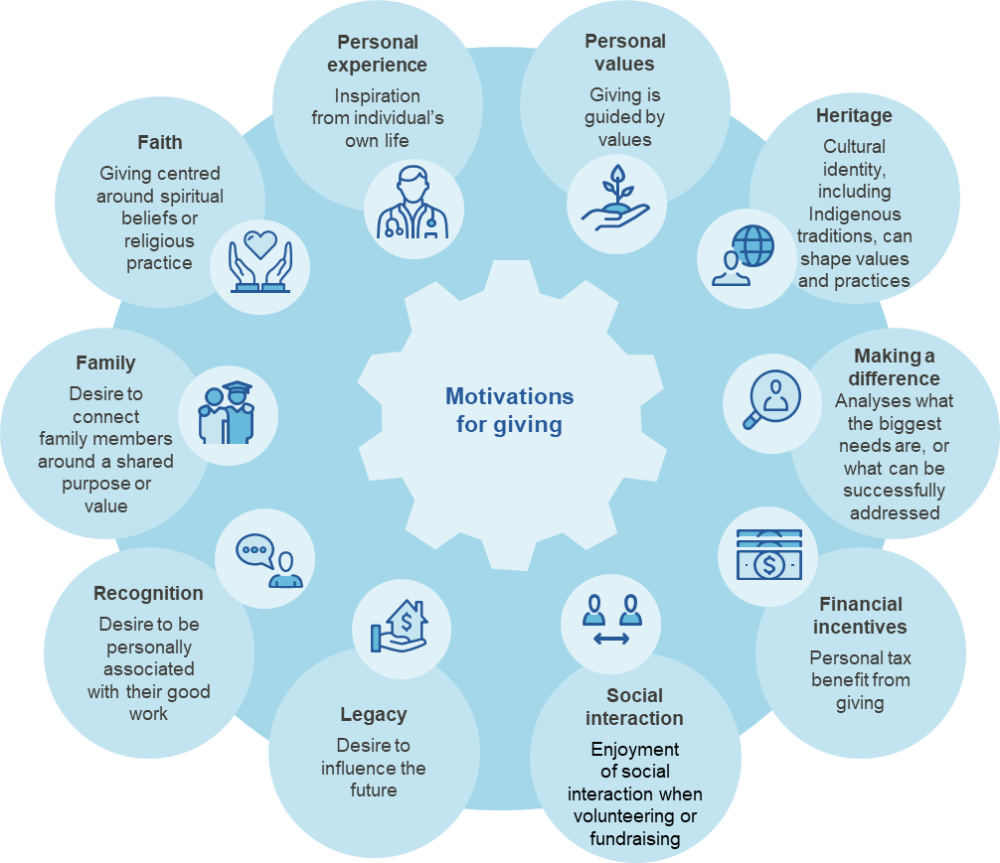 Motivations
for giving
Personal
experience
Inspiration
from individual’s
own life
Personal
values
Giving is
guided by
values
Heritage
Cultural
identity,
including
Indigenous
traditions, can
shape values
and practices
Making a
difference
Analyses what
the biggest
needs are, or
what can be
successfully
addressed
Financial
incentives
Personal tax
benefit from
giving
Social
interaction
Enjoyment
of social
interaction when
volunteering or
fundraising
Legacy
Desire to
influence the
future
Recognition
Desire to be
personally
associated
with their good
work
Family
Desire to
connect
family members
around a shared
purpose or
value
Faith
Giving centred
around spiritual
beliefs or
religious
practice
$
$